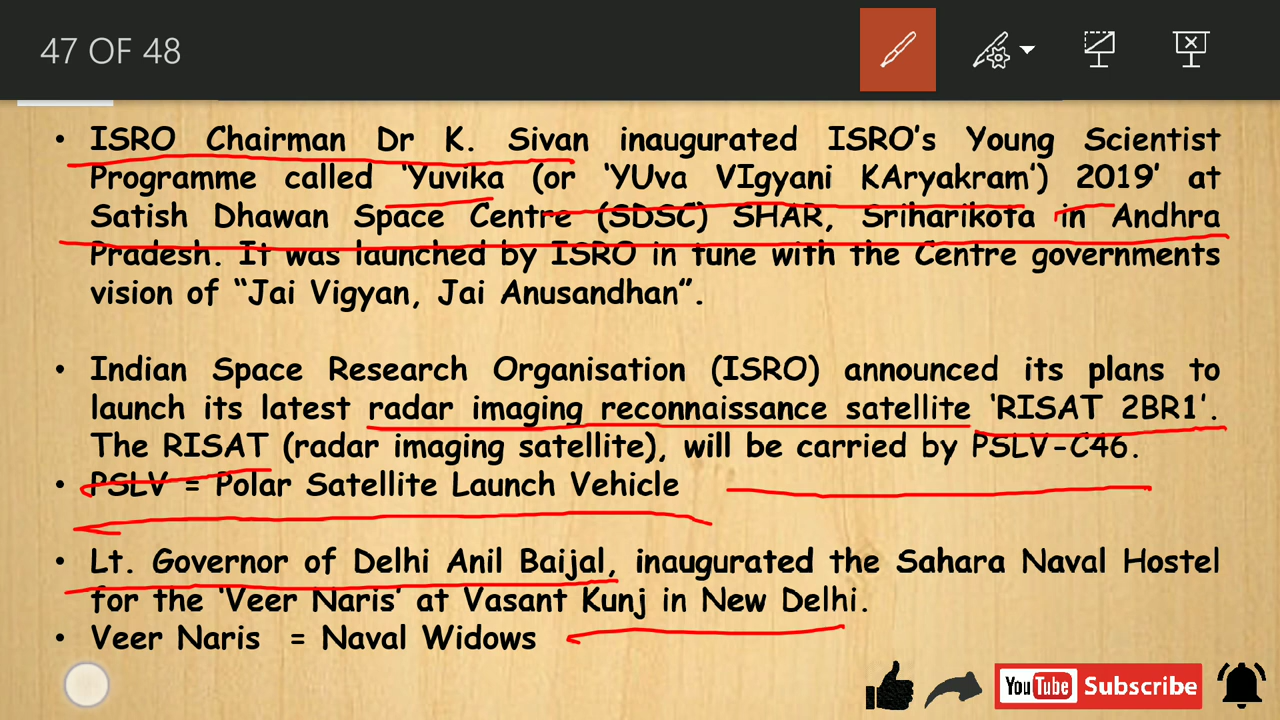 47 OF 48
• ISRO Chairman Dr K. Sivan inaugurated ISRO's Young Scientist
Programme called 'Yuvika (or 'YUva VIgyani KAryakram') 2019' at
Satish Dhawan Space Centre (SDSC) SHAR, Sriharikota in Andhra
Pradesh. It was launched by ISRO in tune with the Centre governments
vision of “Jai Vigyan, Jai Anusandhan”.
• Indian Space Research Organisation (ISRO) announced its plans to
launch its latest radar imaging reconnaissance satellite 'RISAT 2BR1'.
The RISAT (radar imaging satellite), will be carried by PSLV-C46.
• PSLV = Polar Satellite Launch Vehicle
• Lt. Governor of Delhi Anil Baijal, inaugurated the Sahara Naval Hostel
for the 'Veer Naris' at Vasant Kunj in New Delhi.
• Veer Naris = Naval Widows
YouTube Subscribe